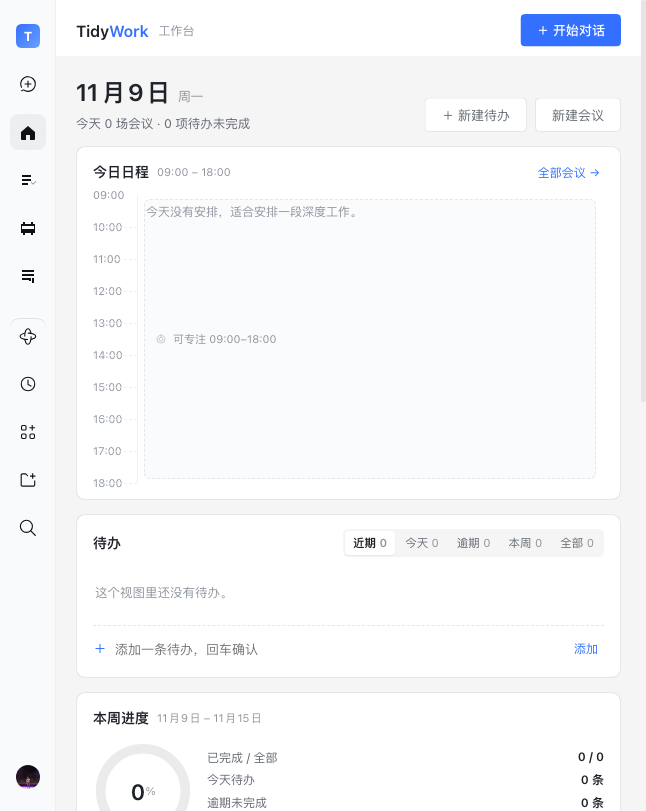 T
TidyWork 工作台
+ 开始对话
11月9日 周一
今天 0 场会议 · 0 项待办未完成
+ 新建待办
新建会议
今日日程 09:00 – 18:00
全部会议 →
09:00
今天没有安排，适合安排一段深度工作。
10:00
11:00
12:00
13:00
◎ 可专注 09:00–18:00
14:00
15:00
16:00
17:00
18:00
待办
近期 0 今天 0 逾期 0 本周 0 全部 0
这个视图里还没有待办。
+ 添加一条待办，回车确认 添加
本周进度 11月9日 – 11月15日
0%
已完成 / 全部 0 / 0
今天待办 0 条
逾期未完成 0 条